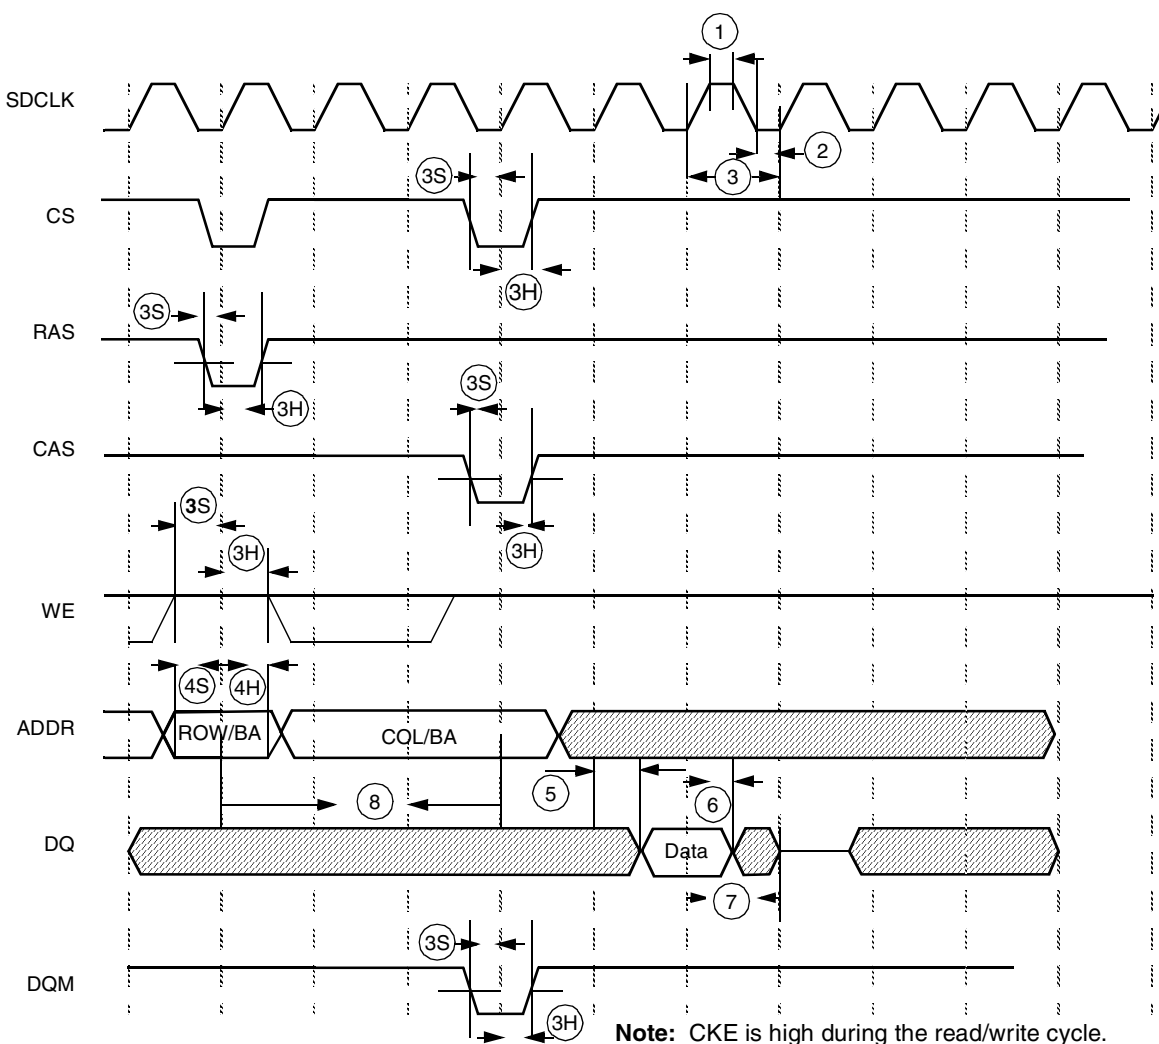 1
SDCLK
2
3S
3
CS
3H
3S
RAS
3S
3H
CAS
3S
3H
3H
WE
4S
4H
ADDR
ROW/BA
COL/BA
5
8
6
DQ
Data
7
3S
DQM
3H
Note: CKE is high during the read/write cycle.